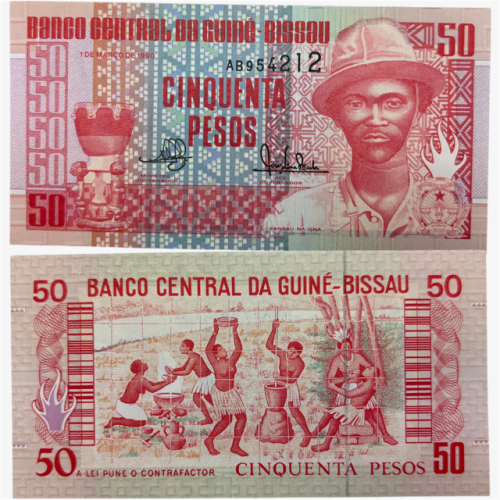 BANCO CENTRAL DA GUINÉ-BISSAU
50
1 DE MARÇO DE 1990
AB954212
50
50
50
50
50
CINQUENTA
PESOS
50
PANSAU NA ISNA
50
BANCO CENTRAL DA GUINÉ-BISSAU
50
50
A LEI PUNE O CONTRAFACTOR
CINQUENTA PESOS
50